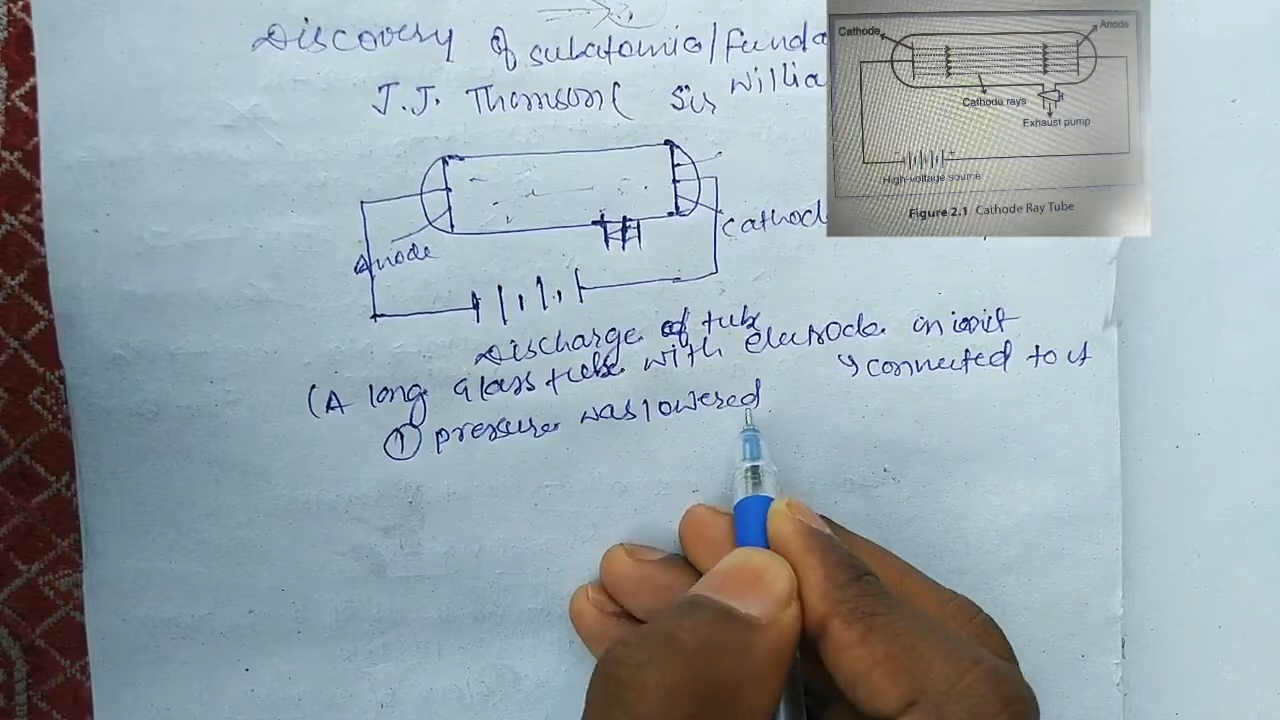 Discovery of subatomic/funda
J.J. Thomson( Sir Willia
Anode
Cathod
Discharge of tube
(A long Glass tube with electrode in it
connected to it
① pressure was lowered
Cathode
Anode
Cathode rays
Exhaust pump
High-voltage source
Figure 2.1 Cathode Ray Tube